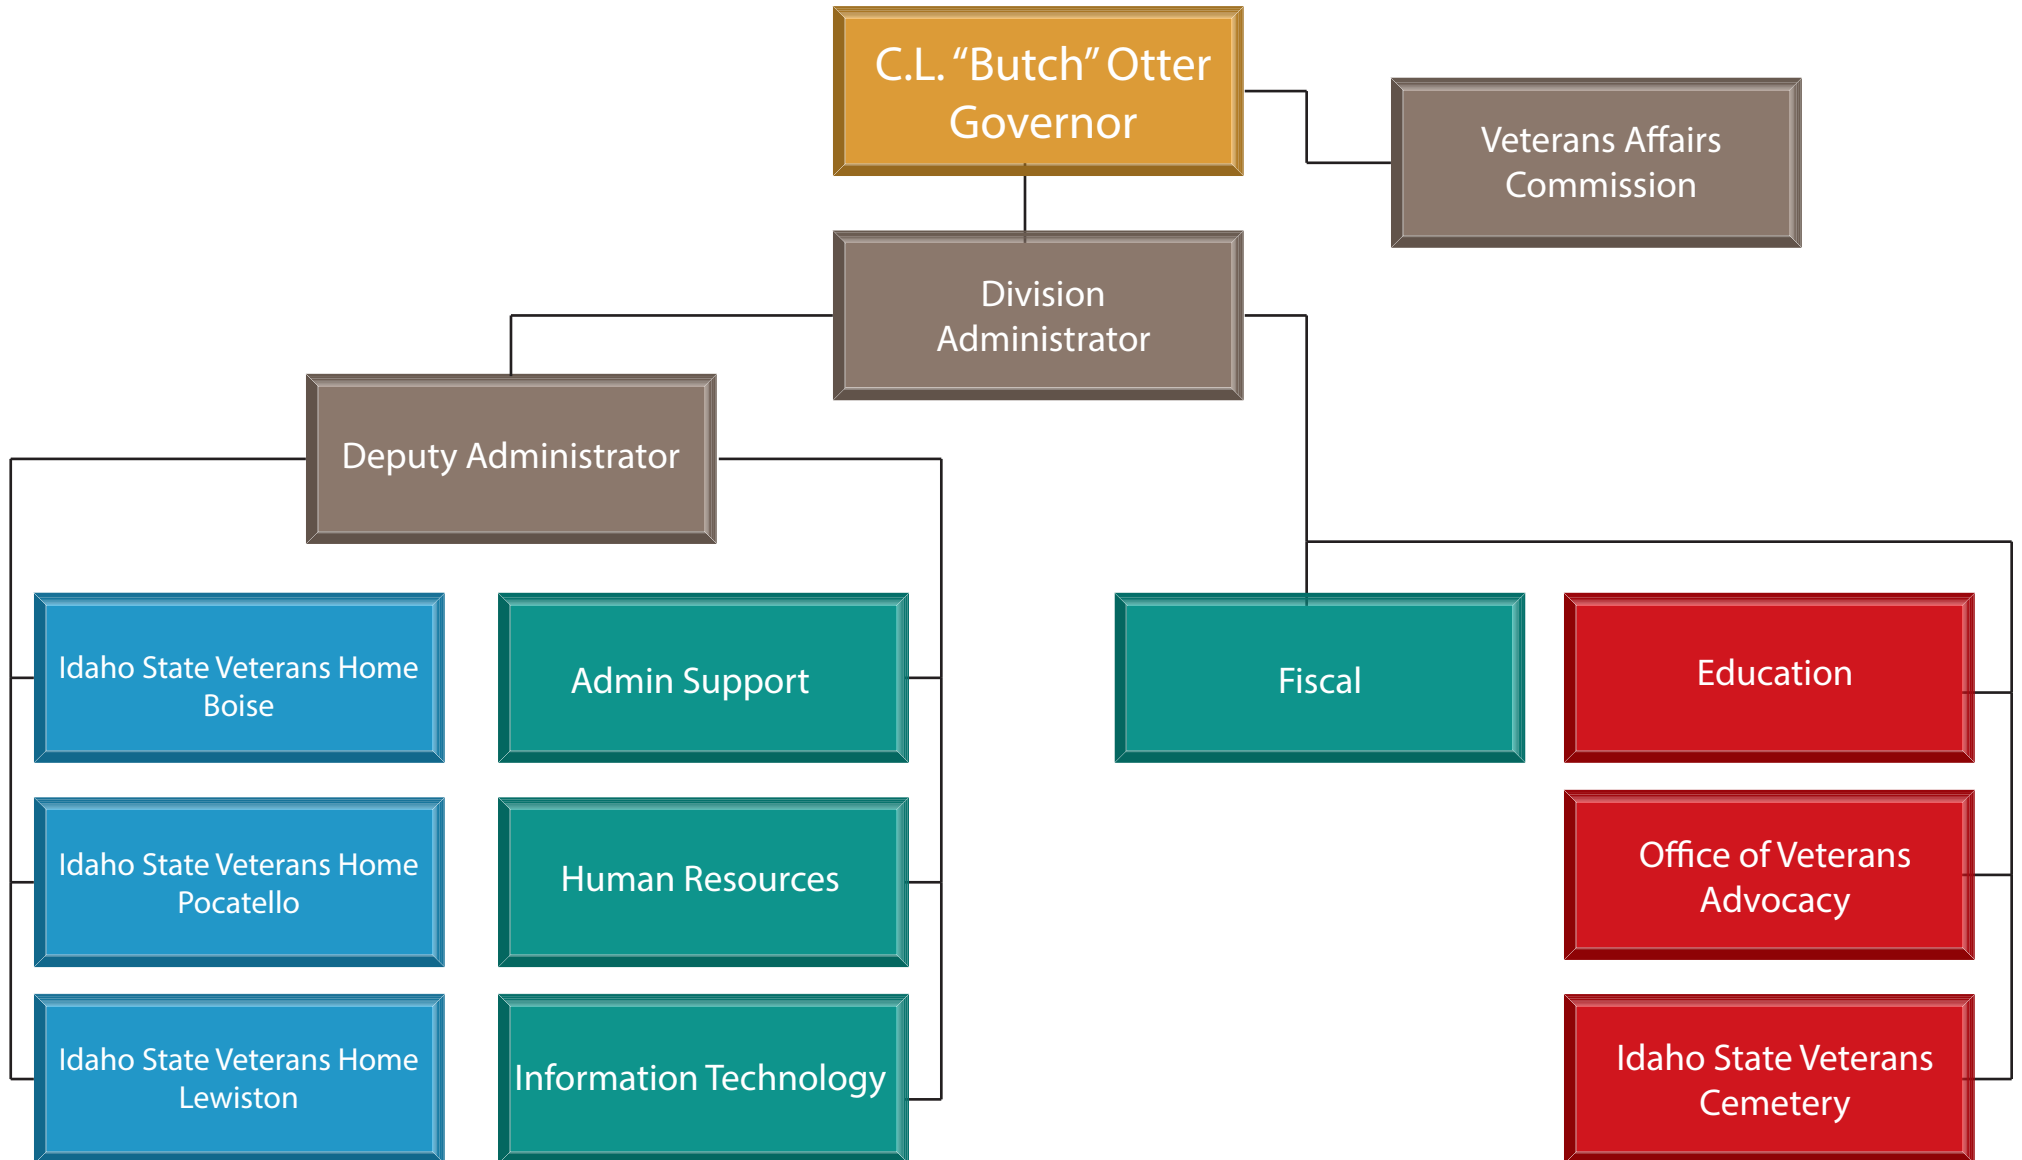 C.L. “Butch” Otter
Governor
Veterans Affairs
Commission
Division
Administrator
Deputy Administrator
Idaho State Veterans Home
Boise
Admin Support
Fiscal
Education
Idaho State Veterans Home
Pocatello
Human Resources
Office of Veterans
Advocacy
Idaho State Veterans Home
Lewiston
Information Technology
Idaho State Veterans
Cemetery